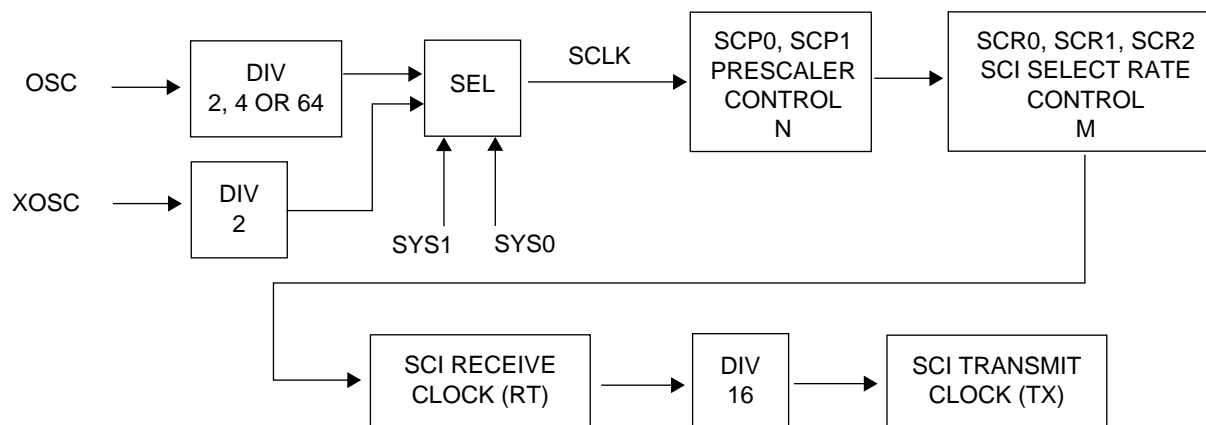 OSC
DIV
2, 4 OR 64
SEL
SCLK
SCP0, SCP1
PRESCALER
CONTROL
N
SCR0, SCR1, SCR2
SCI SELECT RATE
CONTROL
M
XOSC
DIV
2
SYS1
SYS0
SCI RECEIVE
CLOCK (RT)
DIV
16
SCI TRANSMIT
CLOCK (TX)